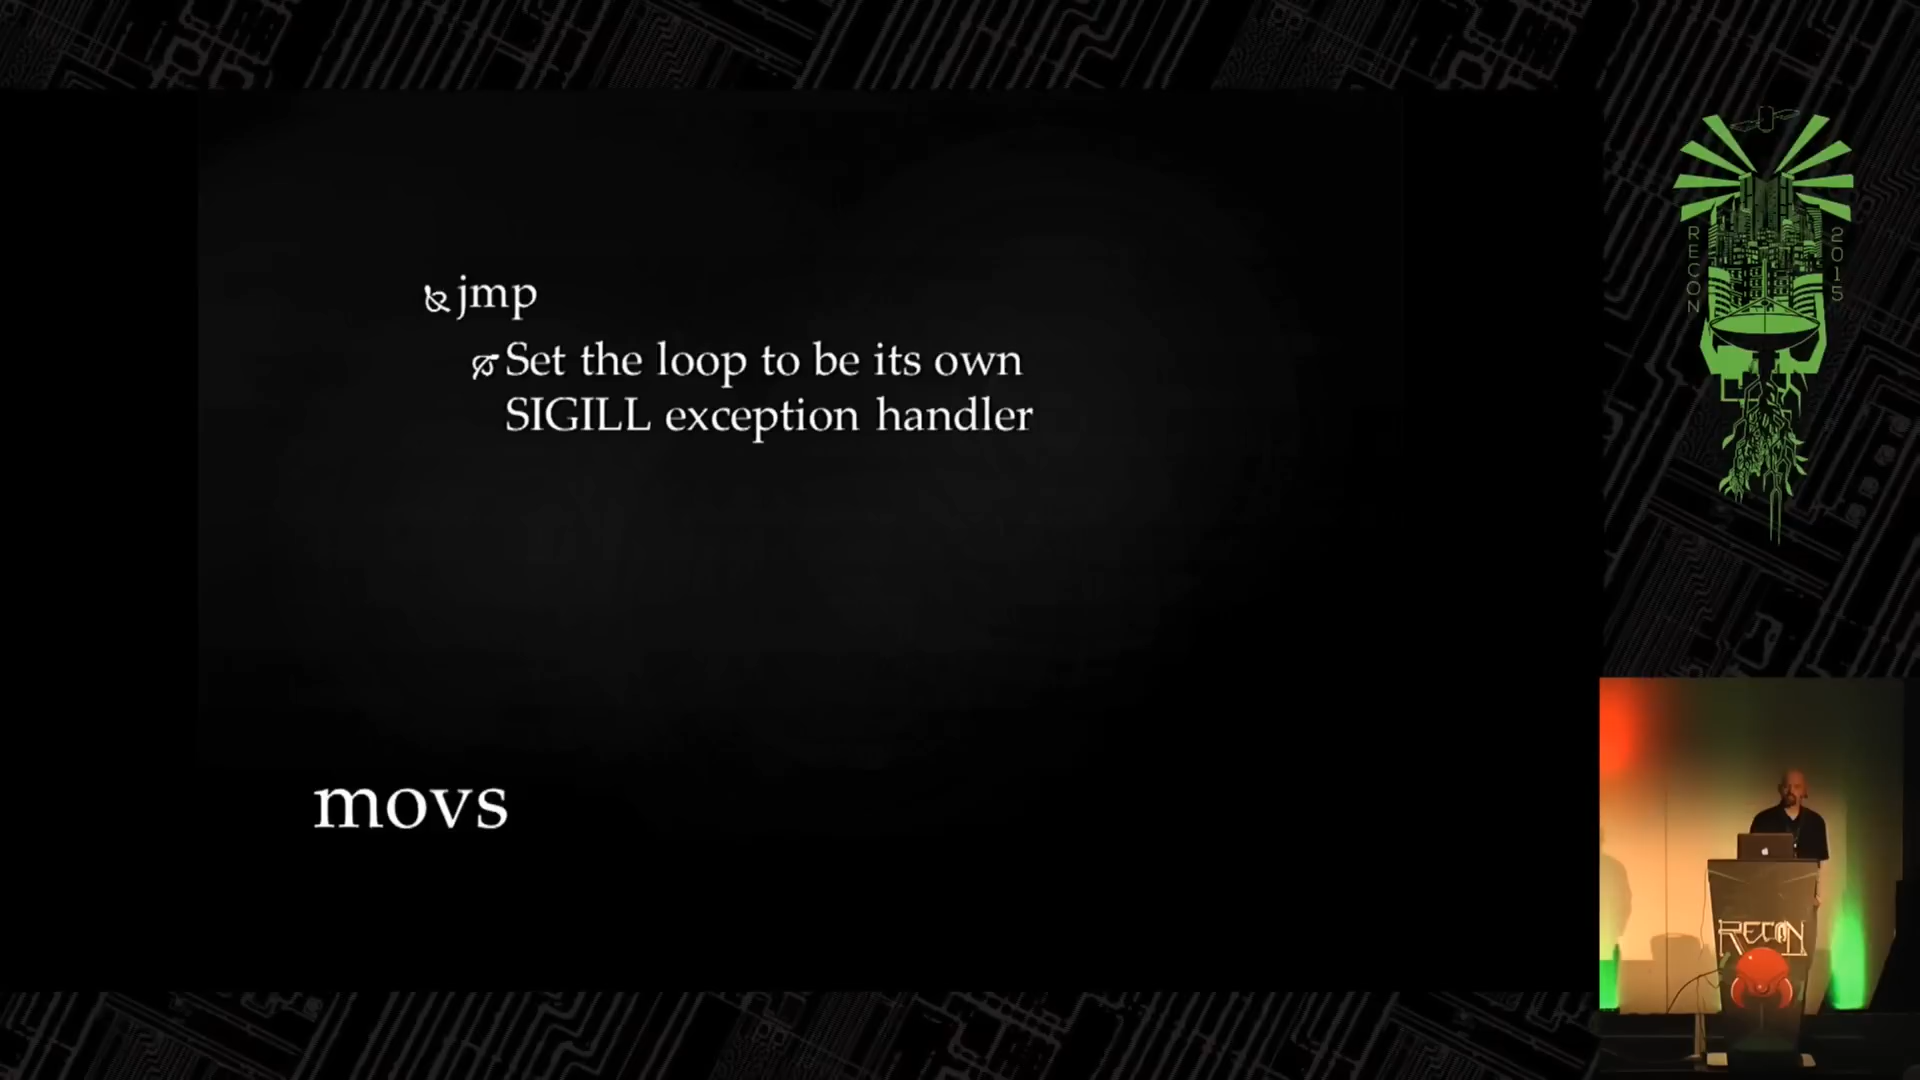 jmp
Set the loop to be its own
SIGILL exception handler
movs
RECON
2015
RECON